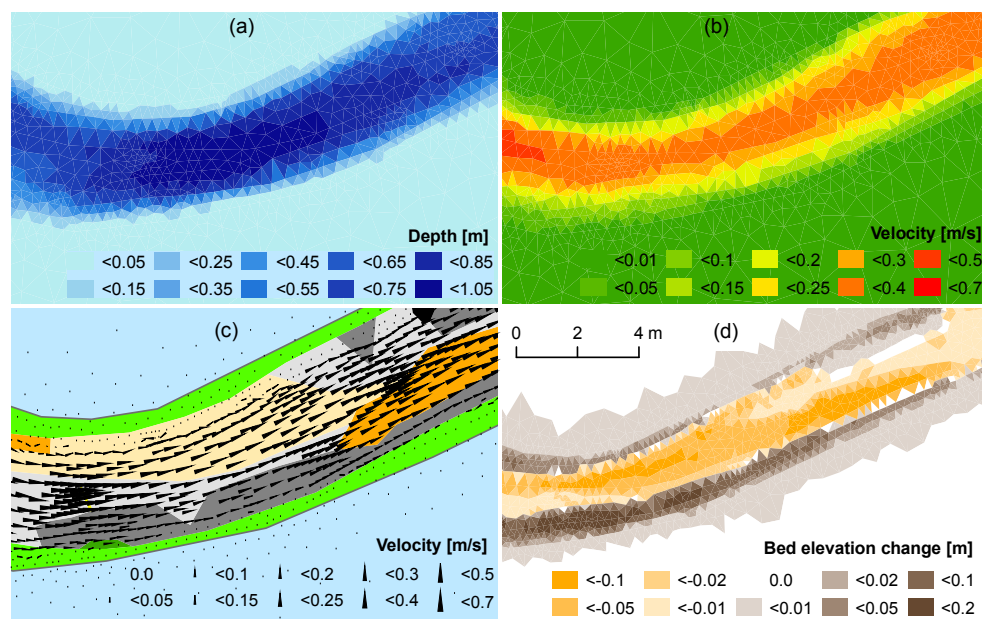 (a)
Depth [m]
<0.05 <0.25 <0.45 <0.65 <0.85
<0.15 <0.35 <0.55 <0.75 <1.05
(b)
Velocity [m/s]
<0.01 <0.1 <0.2 <0.3 <0.5
<0.05 <0.15 <0.25 <0.4 <0.7
(c)
Velocity [m/s]
0.0 <0.1 <0.2 <0.3 <0.5
<0.05 <0.15 <0.25 <0.4 <0.7
0 2 4 m (d)
Bed elevation change [m]
<-0.1 <-0.02 0.0 <0.02 <0.1
<-0.05 <-0.01 <0.01 <0.05 <0.2